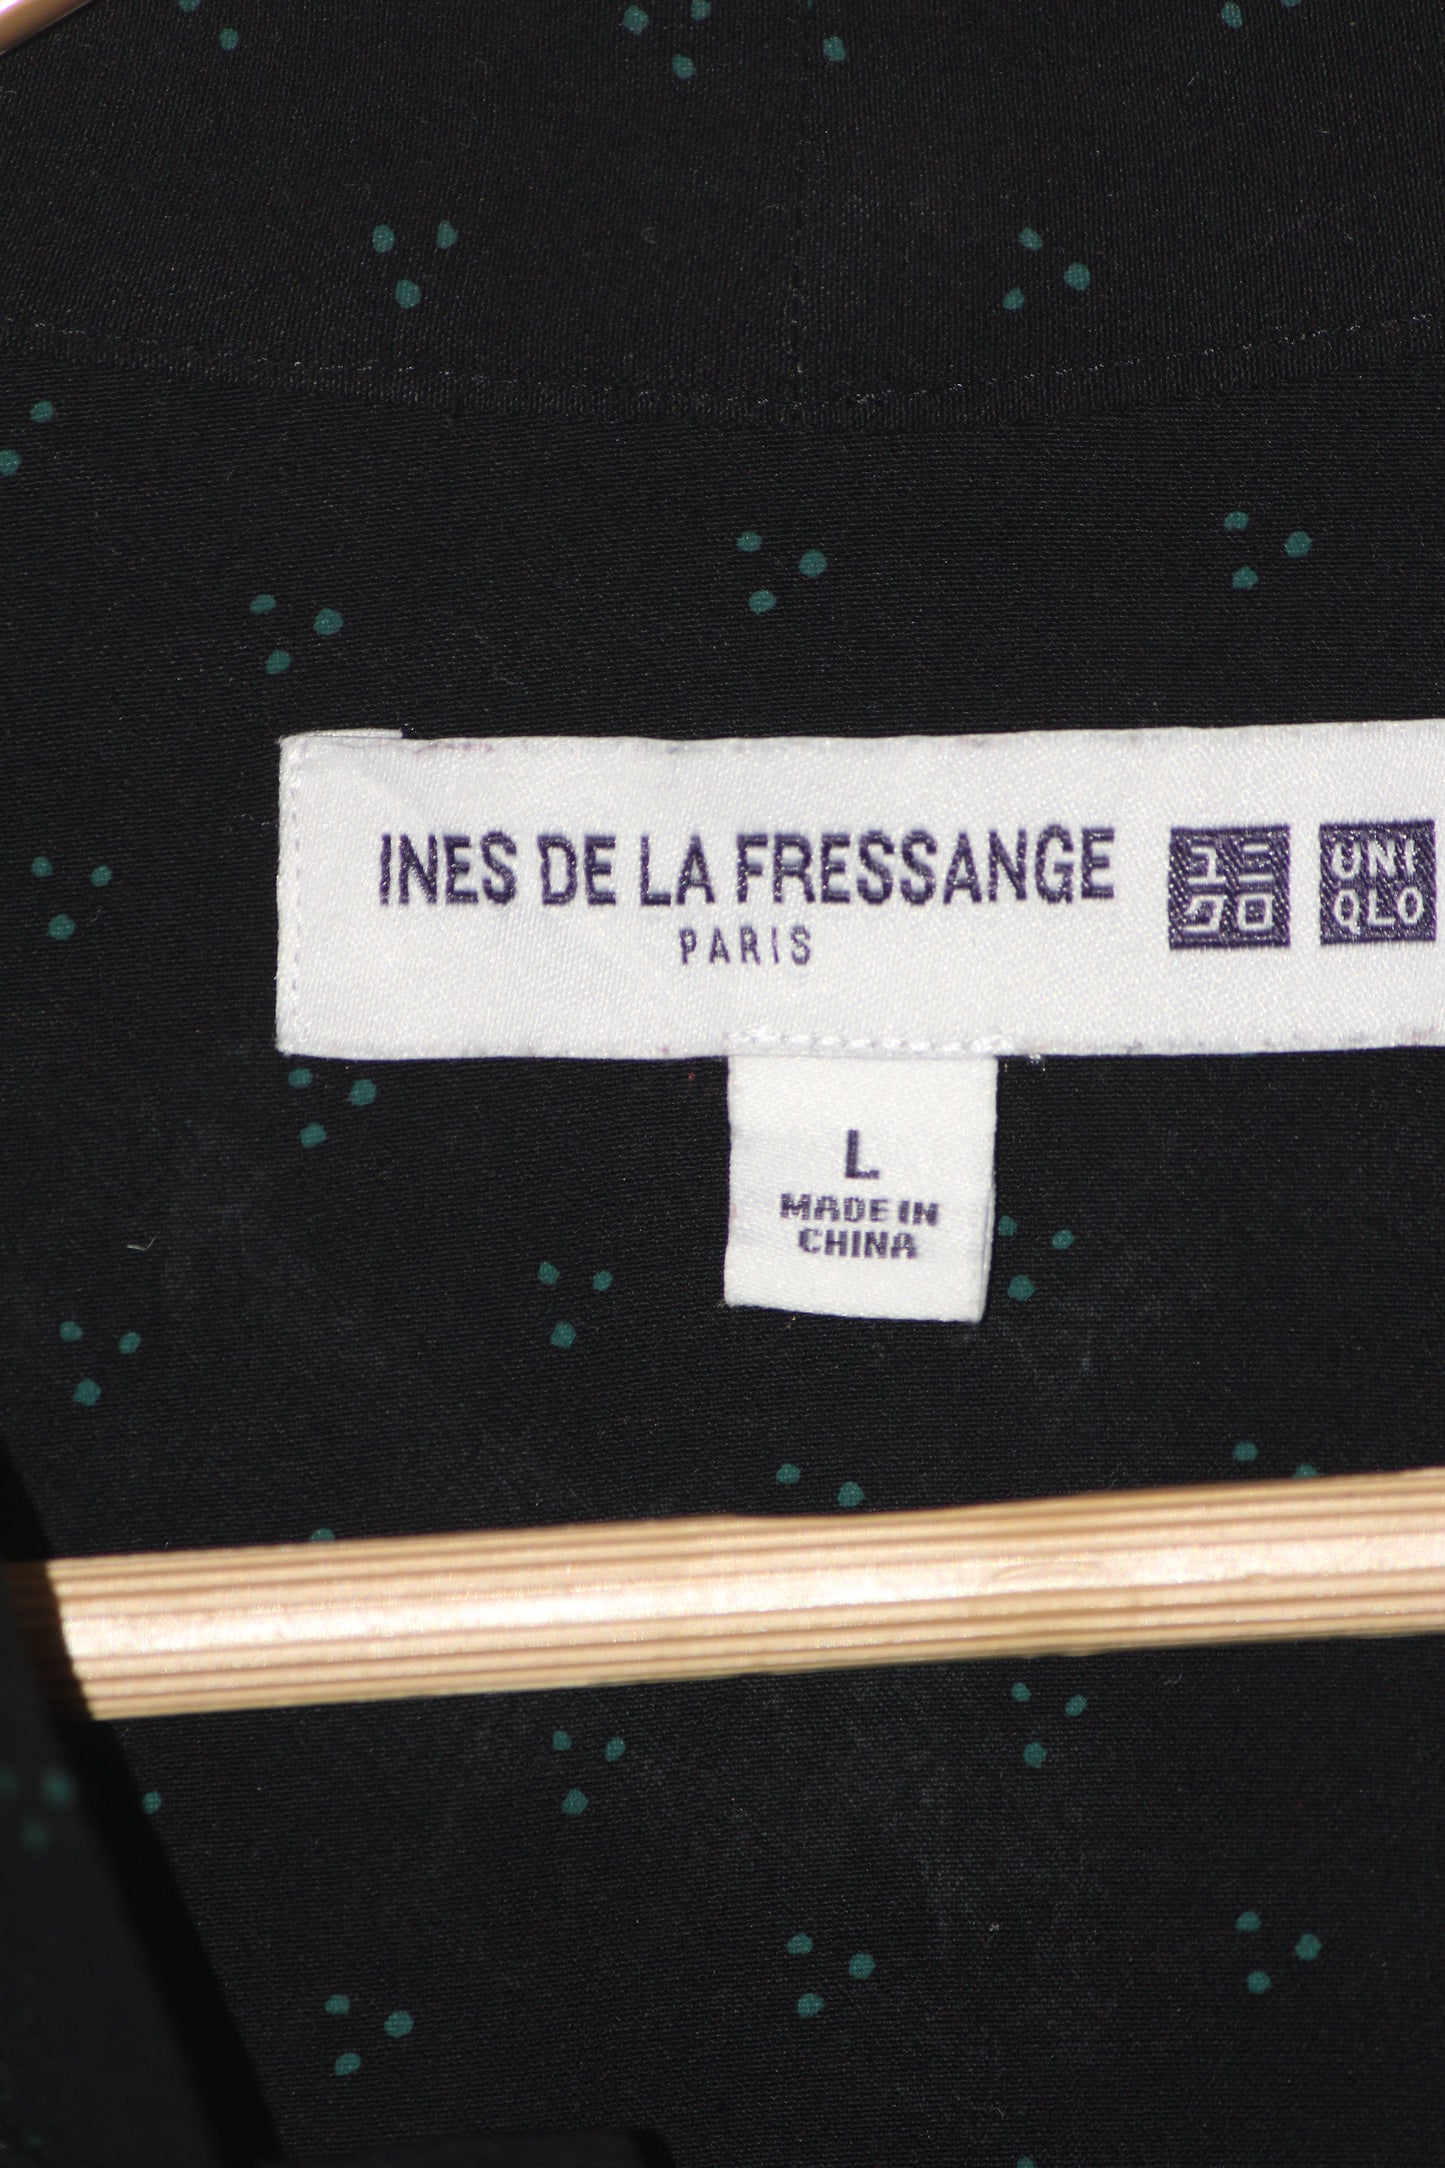 INES DE LA FRESSANGE
PARIS
ユニ
クロ
UNI
QLO
L
MADE IN
CHINA